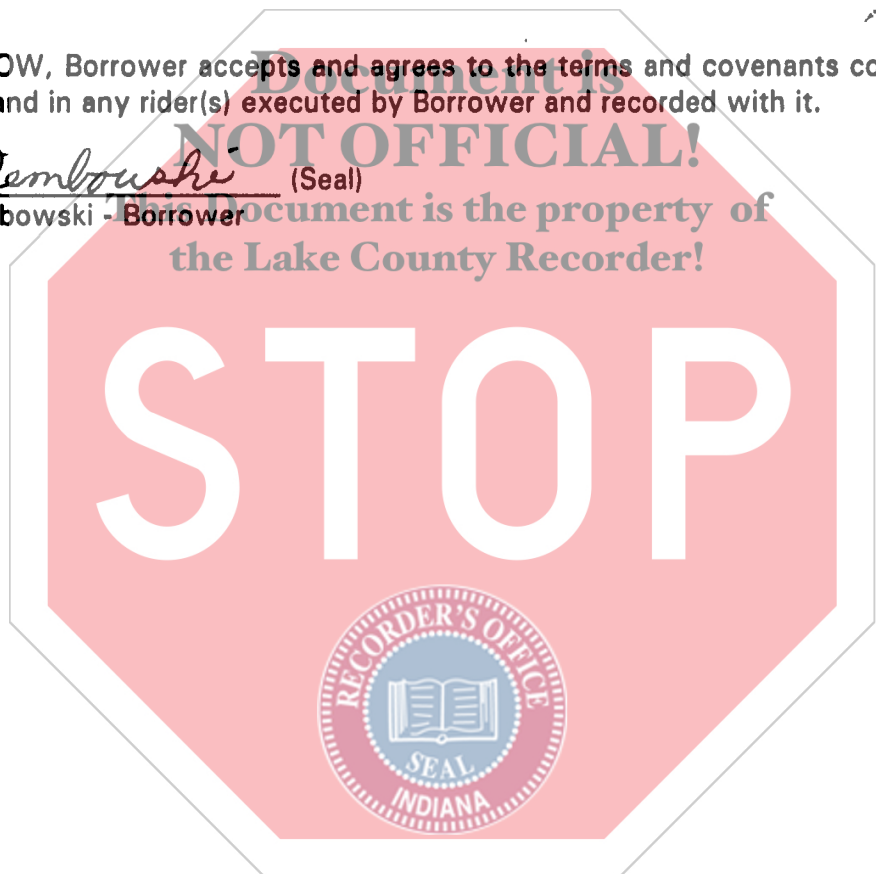 Document is
OW, Borrower accepts and agrees to the terms and covenants co
and in any rider(s) executed by Borrower and recorded with it.
NOT OFFICIAL!
(Seal)
bowski - Borrower
This Document is the property of
the Lake County Recorder!
STOP
RECORDER'S OFFICE
SEAL
INDIANA